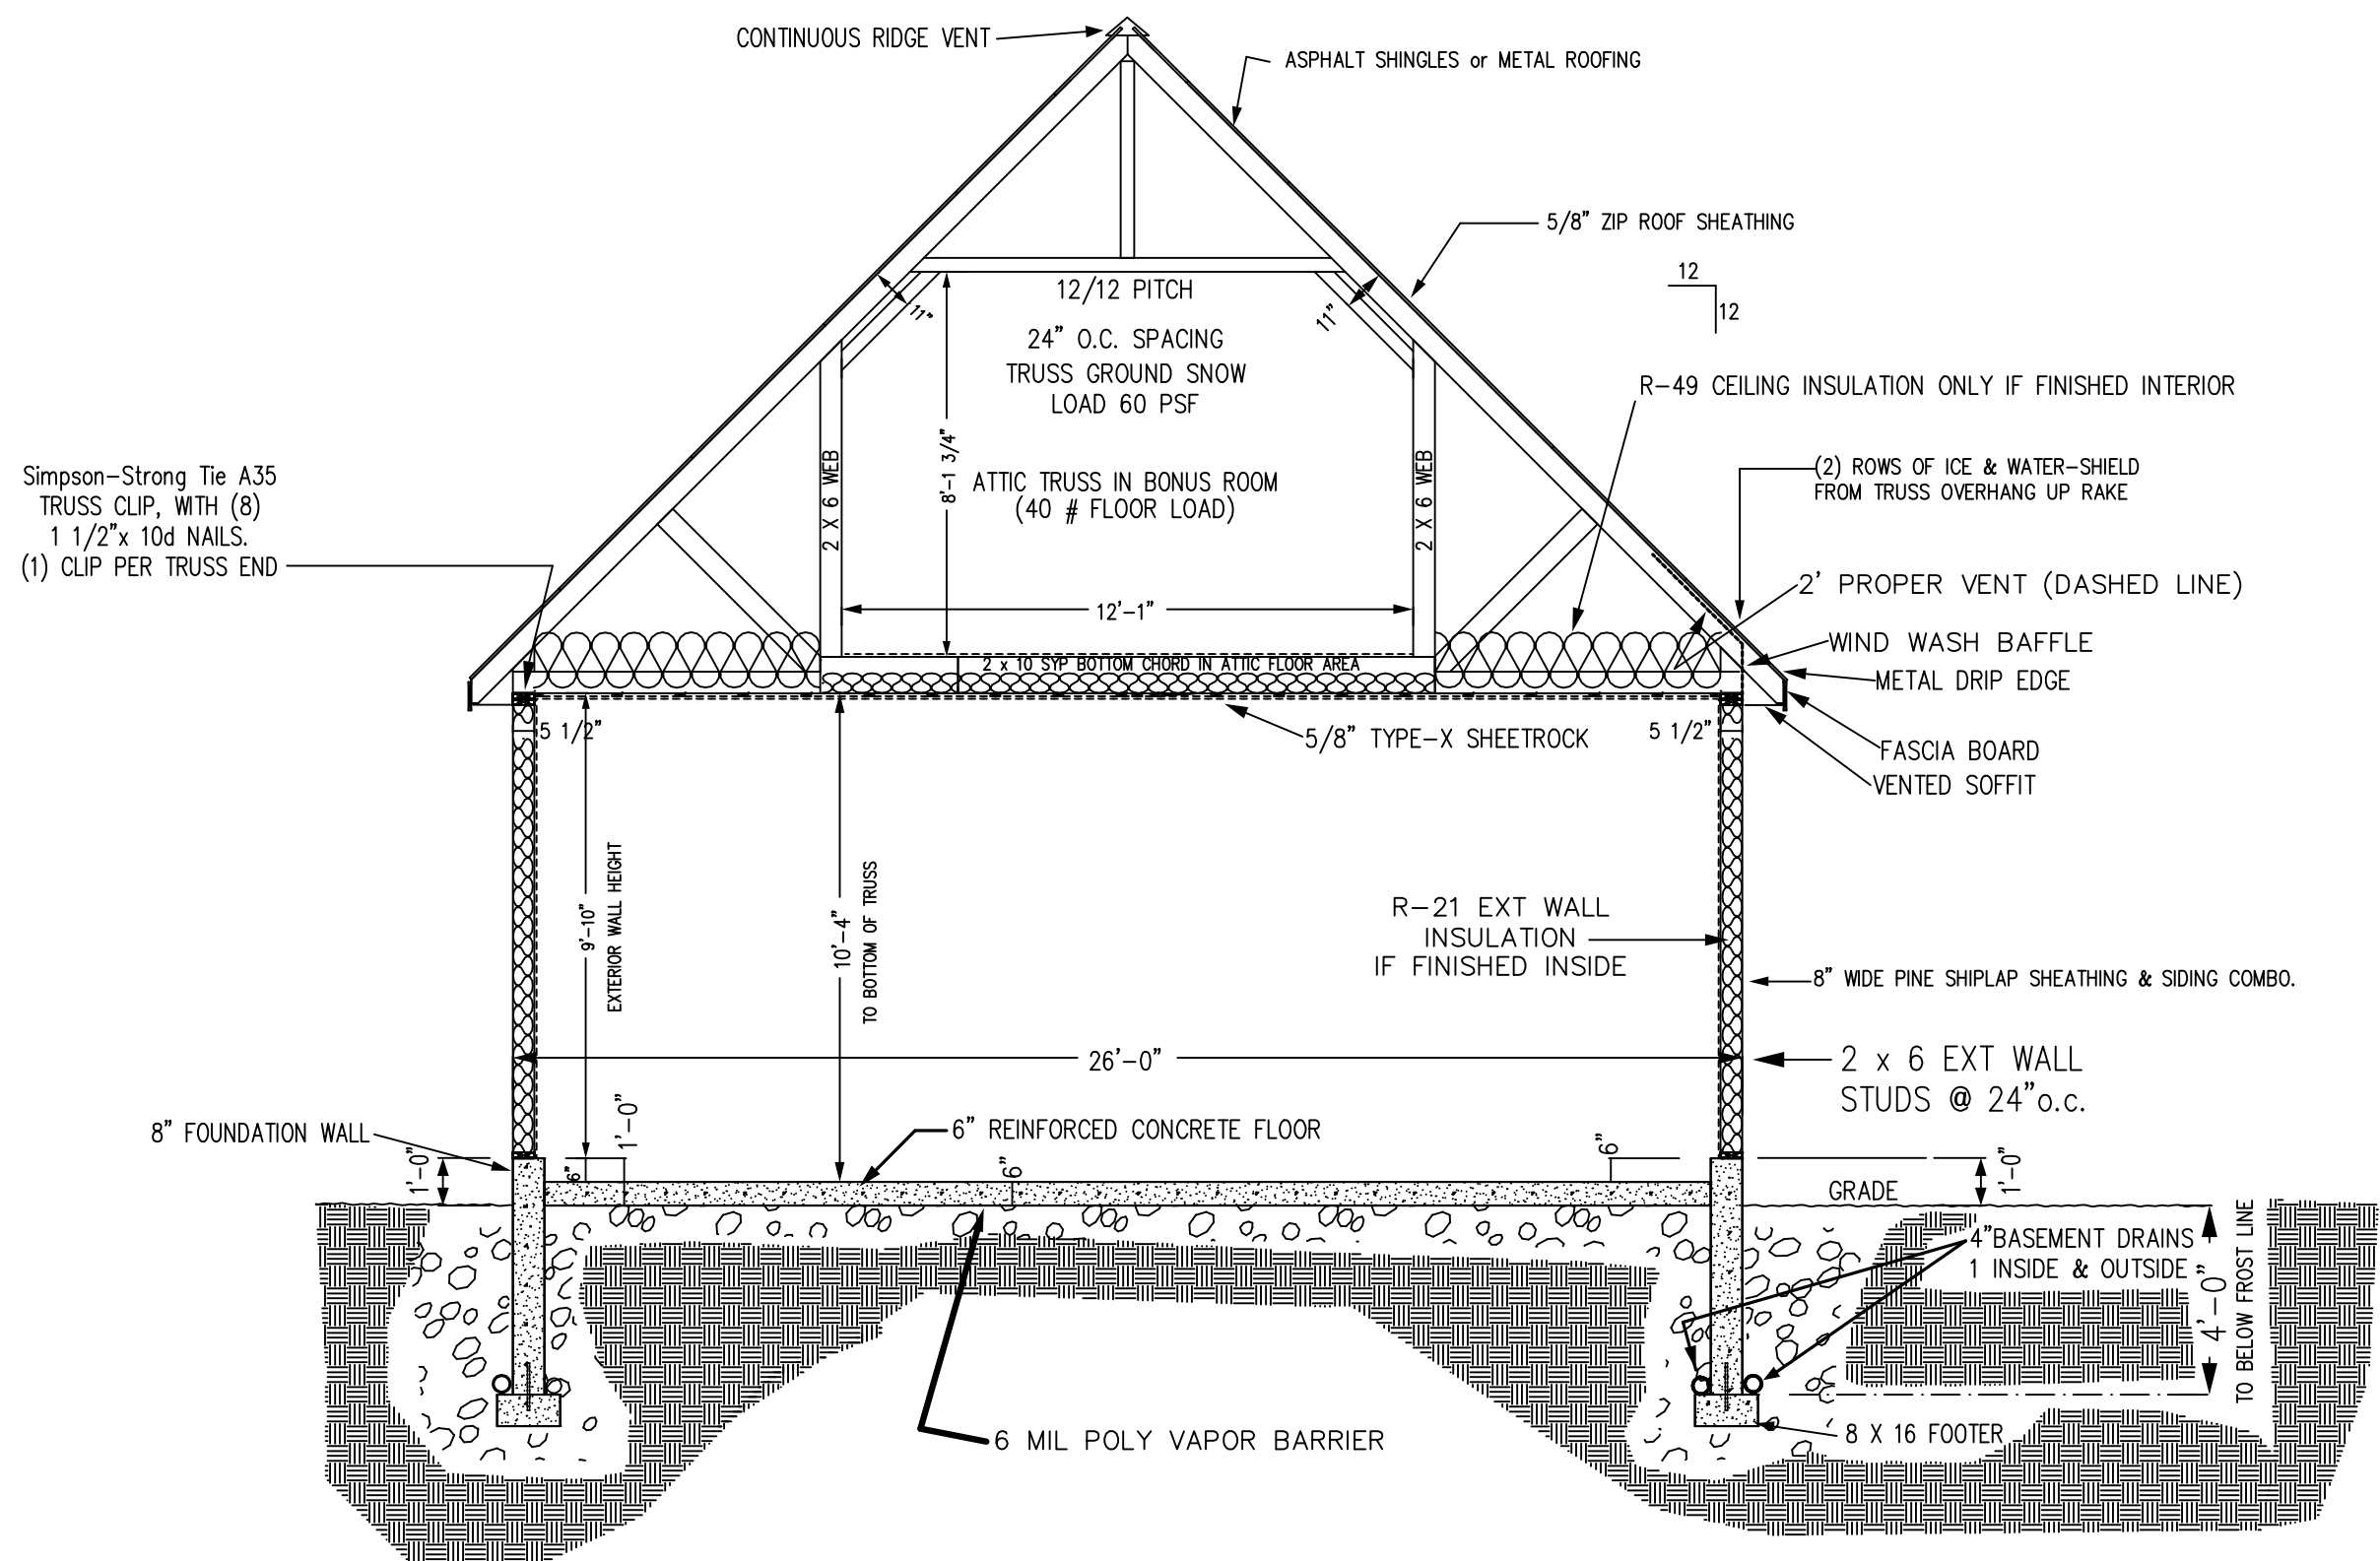 CONTINUOUS RIDGE VENT
ASPHALT SHINGLES or METAL ROOFING
5/8" ZIP ROOF SHEATHING
12
12
11"
11"
12/12 PITCH
24" O.C. SPACING
TRUSS GROUND SNOW
LOAD 60 PSF
8'-1 3/4"
ATTIC TRUSS IN BONUS ROOM
(40 # FLOOR LOAD)
2 X 6 WEB
2 X 6 WEB
12'-1"
2 x 10 SYP BOTTOM CHORD IN ATTIC FLOOR AREA
R-49 CEILING INSULATION ONLY IF FINISHED INTERIOR
Simpson-Strong Tie A35
TRUSS CLIP, WITH (8)
1 1/2"x 10d NAILS.
(1) CLIP PER TRUSS END
(2) ROWS OF ICE & WATER-SHIELD
FROM TRUSS OVERHANG UP RAKE
2' PROPER VENT (DASHED LINE)
WIND WASH BAFFLE
METAL DRIP EDGE
FASCIA BOARD
VENTED SOFFIT
5 1/2"
5/8" TYPE-X SHEETROCK
5 1/2"
9'-10"
EXTERIOR WALL HEIGHT
10'-4"
TO BOTTOM OF TRUSS
R-21 EXT WALL
INSULATION
IF FINISHED INSIDE
8" WIDE PINE SHIPLAP SHEATHING & SIDING COMBO.
26'-0"
2 x 6 EXT WALL
STUDS @ 24"o.c.
8" FOUNDATION WALL
1'-0"
6"
1'-0"
6" REINFORCED CONCRETE FLOOR
6"
6"
1'-0"
GRADE
4"BASEMENT DRAINS
1 INSIDE & OUTSIDE
4'-0"
TO BELOW FROST LINE
8 X 16 FOOTER
6 MIL POLY VAPOR BARRIER